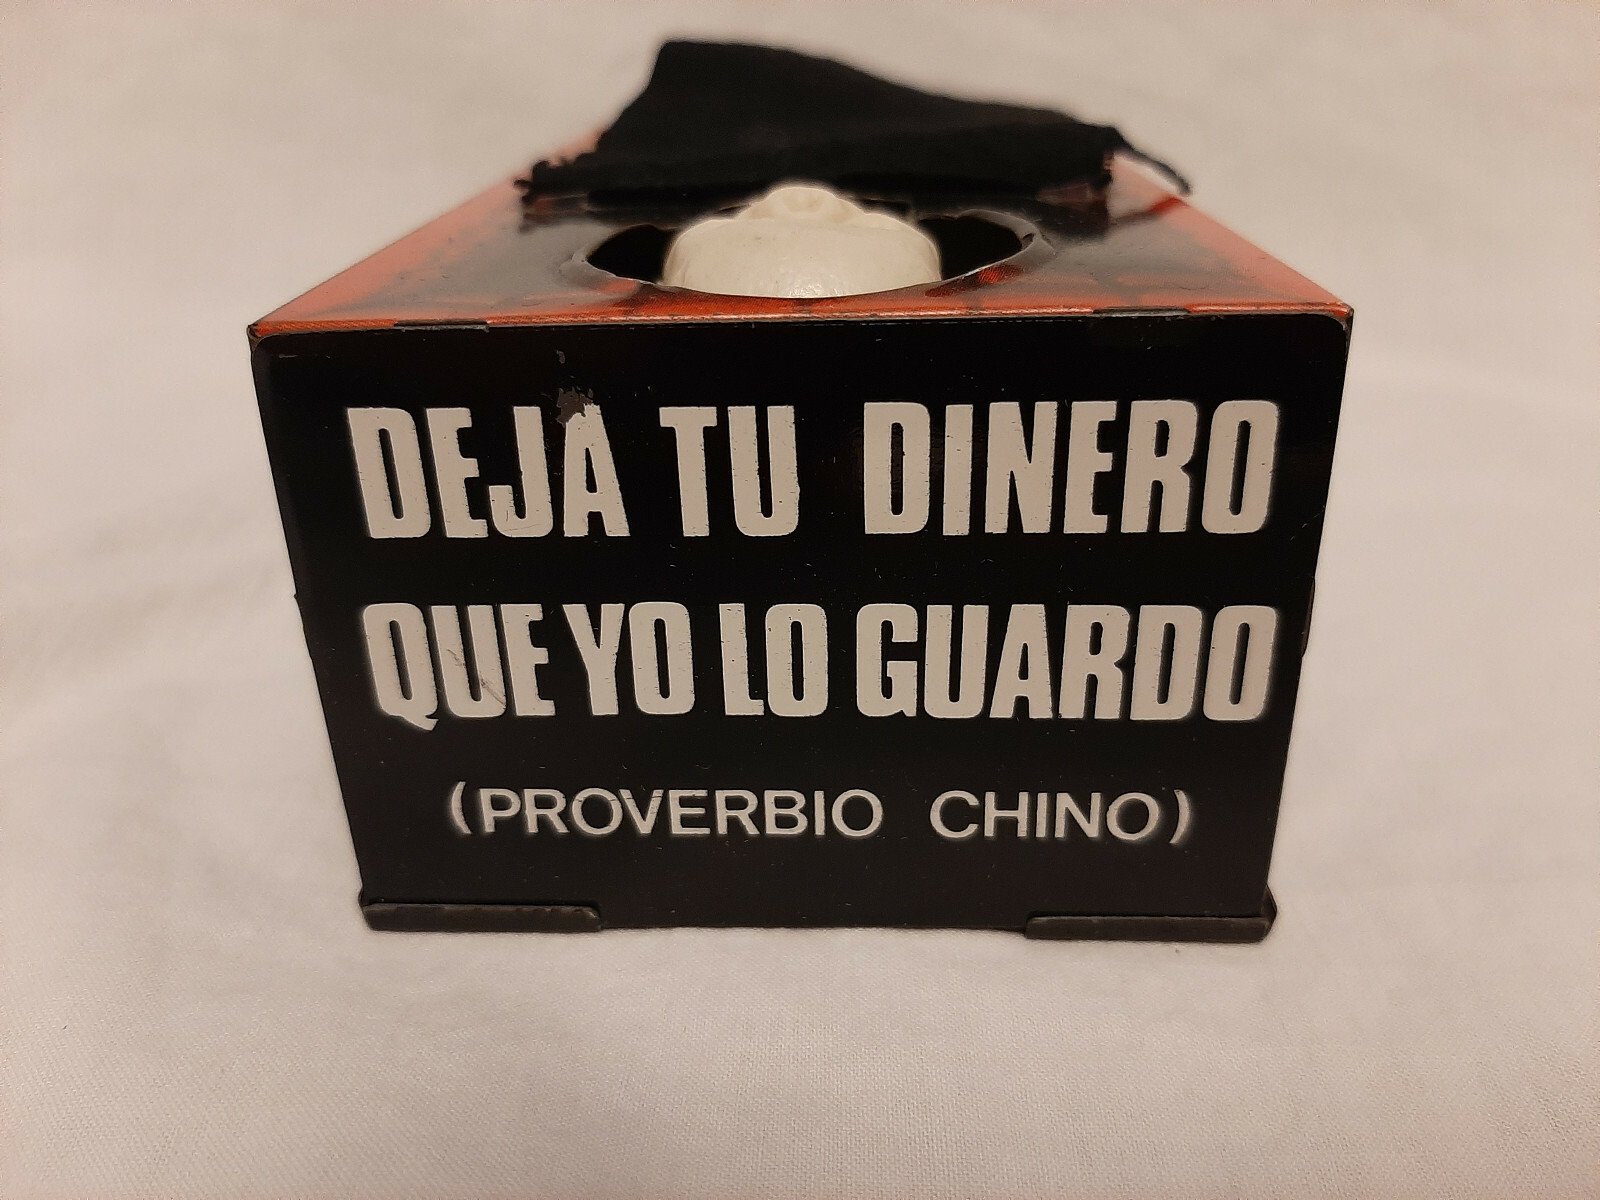 DEJA TU DINERO
QUE YO LO GUARDO
(PROVERBIO CHINO)